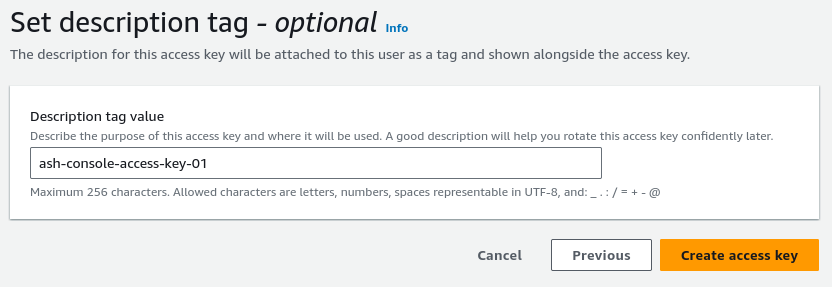 Set description tag - optional Info
The description for this access key will be attached to this user as a tag and shown alongside the access key.
Description tag value
Describe the purpose of this access key and where it will be used. A good description will help you rotate this access key confidently later.
ash-console-access-key-01
Maximum 256 characters. Allowed characters are letters, numbers, spaces representable in UTF-8, and: _ . : / = + - @
Cancel Previous Create access key